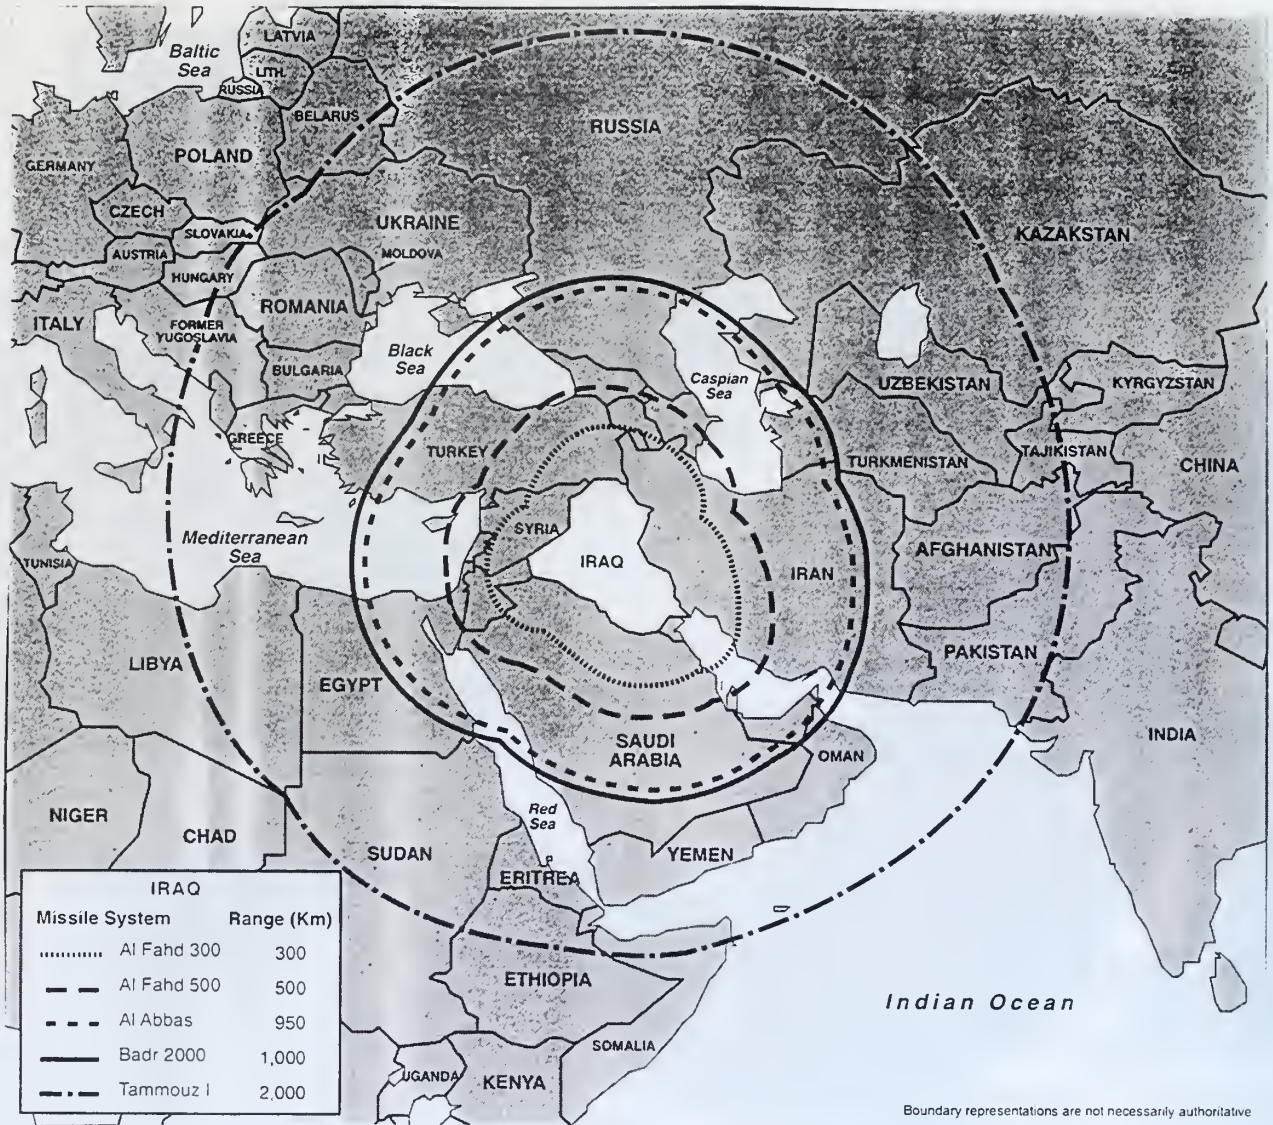 Baltic
Sea
LATVIA
LITH.
RUSSIA
BELARUS
RUSSIA
GERMANY
POLAND
CZECH
SLOVAKIA
UKRAINE
KAZAKSTAN
AUSTRIA
MOLDOVA
HUNGARY
ROMANIA
ITALY
FORMER
YUGOSLAVIA
Black
Sea
BULGARIA
Caspian
Sea
UZBEKISTAN
KYRGYZSTAN
GREECE
TURKEY
TURKMENISTAN
TAJIKISTAN
CHINA
SYRIA
Mediterranean
Sea
AFGHANISTAN
TUNISIA
IRAQ
IRAN
LIBYA
EGYPT
PAKISTAN
SAUDI
ARABIA
INDIA
OMAN
NIGER
CHAD
Red
Sea
SUDAN
YEMEN
ERITREA
ETHIOPIA
Indian Ocean
SOMALIA
UGANDA
KENYA
IRAQ
Missile System Range (Km)
Al Fahd 300 300
Al Fahd 500 500
Al Abbas 950
Badr 2000 1,000
Tammouz I 2,000
Boundary representations are not necessarily authoritative